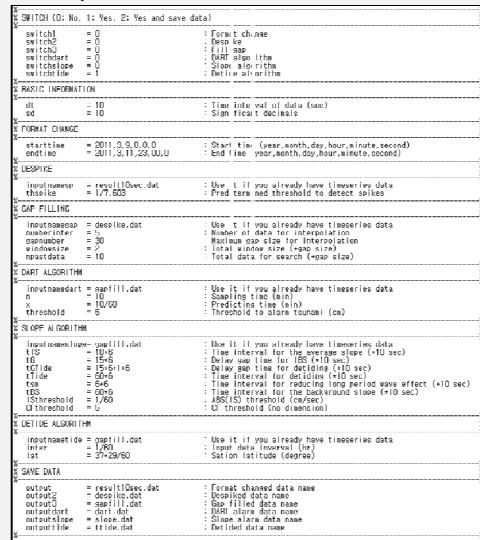 % SWITCH (0: No, 1: Yes, 2: Yes and save data)
switch1 = 0 : Format change
switch2 = 0 : Despike
switch3 = 0 : Fill gap
switchdart = 0 : DART algorithm
switchslope = 0 : Slope algorithm
switchtide = 1 : Detide algorithm
% BASIC INFORMATION
dt = 10 : Time interval of data (sec)
sd = 10 : Significant decimals
% FORMAT CHANGE
starttime = 2011,3,9,0,0,0 : Start time (year,month,day,hour,minute,second)
endtime = 2011,3,11,23,00,0 : End time (year,month,day,hour,minute,second)
% DESPIKE
inputnamesp = result10sec.dat : Use it if you already have timeseries data
thspike = 1/7.603 : Predetermined threshold to detect spikes
% GAP FILLING
inputnamegap = despike.dat Use it if you already have timeseries data
numberinter = 5 : Number of data for interpolation
gapnumber = 30 Maximum gap size for Interpolation
windowsize = 2 : Total window size (*gap size)
npastdata = 10 Total data for search (*gap size)
% DART ALGORITHM
inputnamedart = gapfill.dat : Use it if you already have timeseries data
n = 10 : Sampling time (min)
x = 10/60 : Predicting time (min)
threshold = 5 : Threshold to alarm tsunami (cm)
% SLOPE ALGORITHM
inputnameslope= gapfill.dat : Use it if you already have timeseries data
tIS = 10*6 : Time interval for the average slope (*10 sec)
tG = 15*6 : Delay gap time for IBS (*10 sec)
tGTide = 15*6+1*6 : Delay gap time for detiding (*10 sec)
tTide = 60*6 : Time interval for detiding (*10 sec)
tsm = 6*6 : Time interval for reducing long period wave effect (*10 sec)
tBS = 60*6 : Time interval for the background slope (*10 sec)
ISthreshold = 1/60 : ABS(IS) threshold (cm/sec)
CFthreshold = 5 : CF threshold (no dimension)
% DETIDE ALGORITHM
inputnametide = gapfill.dat : Use it if you already have timeseries data
inter = 1/60 : Input data inverval (hr)
lat = 37+29/60 : Sation latitude (degree)
% SAVE DATA
output = result10sec.dat : Format changed data name
output2 = despike.dat : Despiked data name
output3 = gapfill.dat : Gap filled data name
outputdart = dart.dat : DART alarm data name
outputslope = slope.dat : Slope alarm data name
outputtide = ttide.dat : Detided data name